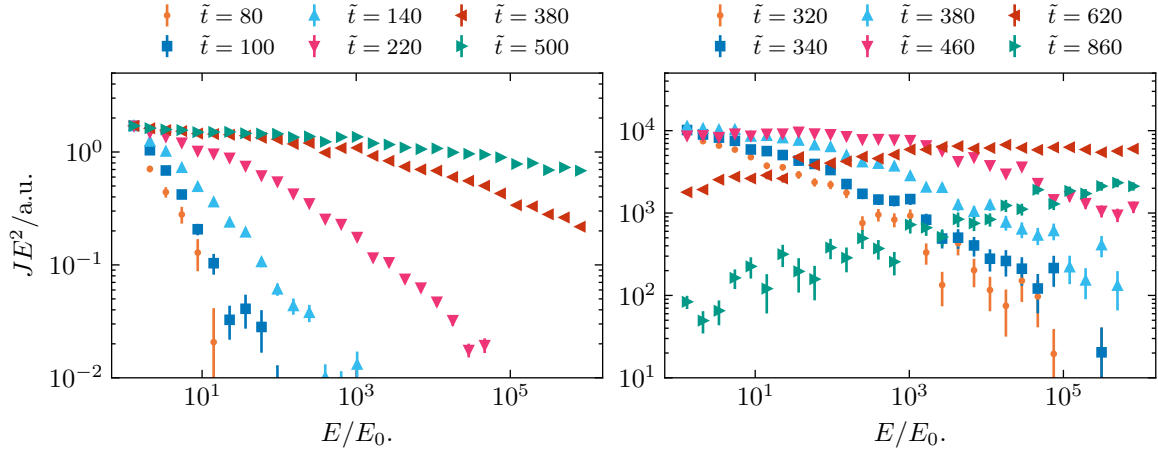 t̃ = 80 t̃ = 140 t̃ = 380
t̃ = 100 t̃ = 220 t̃ = 500
t̃ = 320 t̃ = 380 t̃ = 620
t̃ = 340 t̃ = 460 t̃ = 860
JE²/a.u.
10⁰
10⁻¹
10⁻²
10¹ 10³ 10⁵
E/E₀.
10⁴
10³
10²
10¹
10¹ 10³ 10⁵
E/E₀.